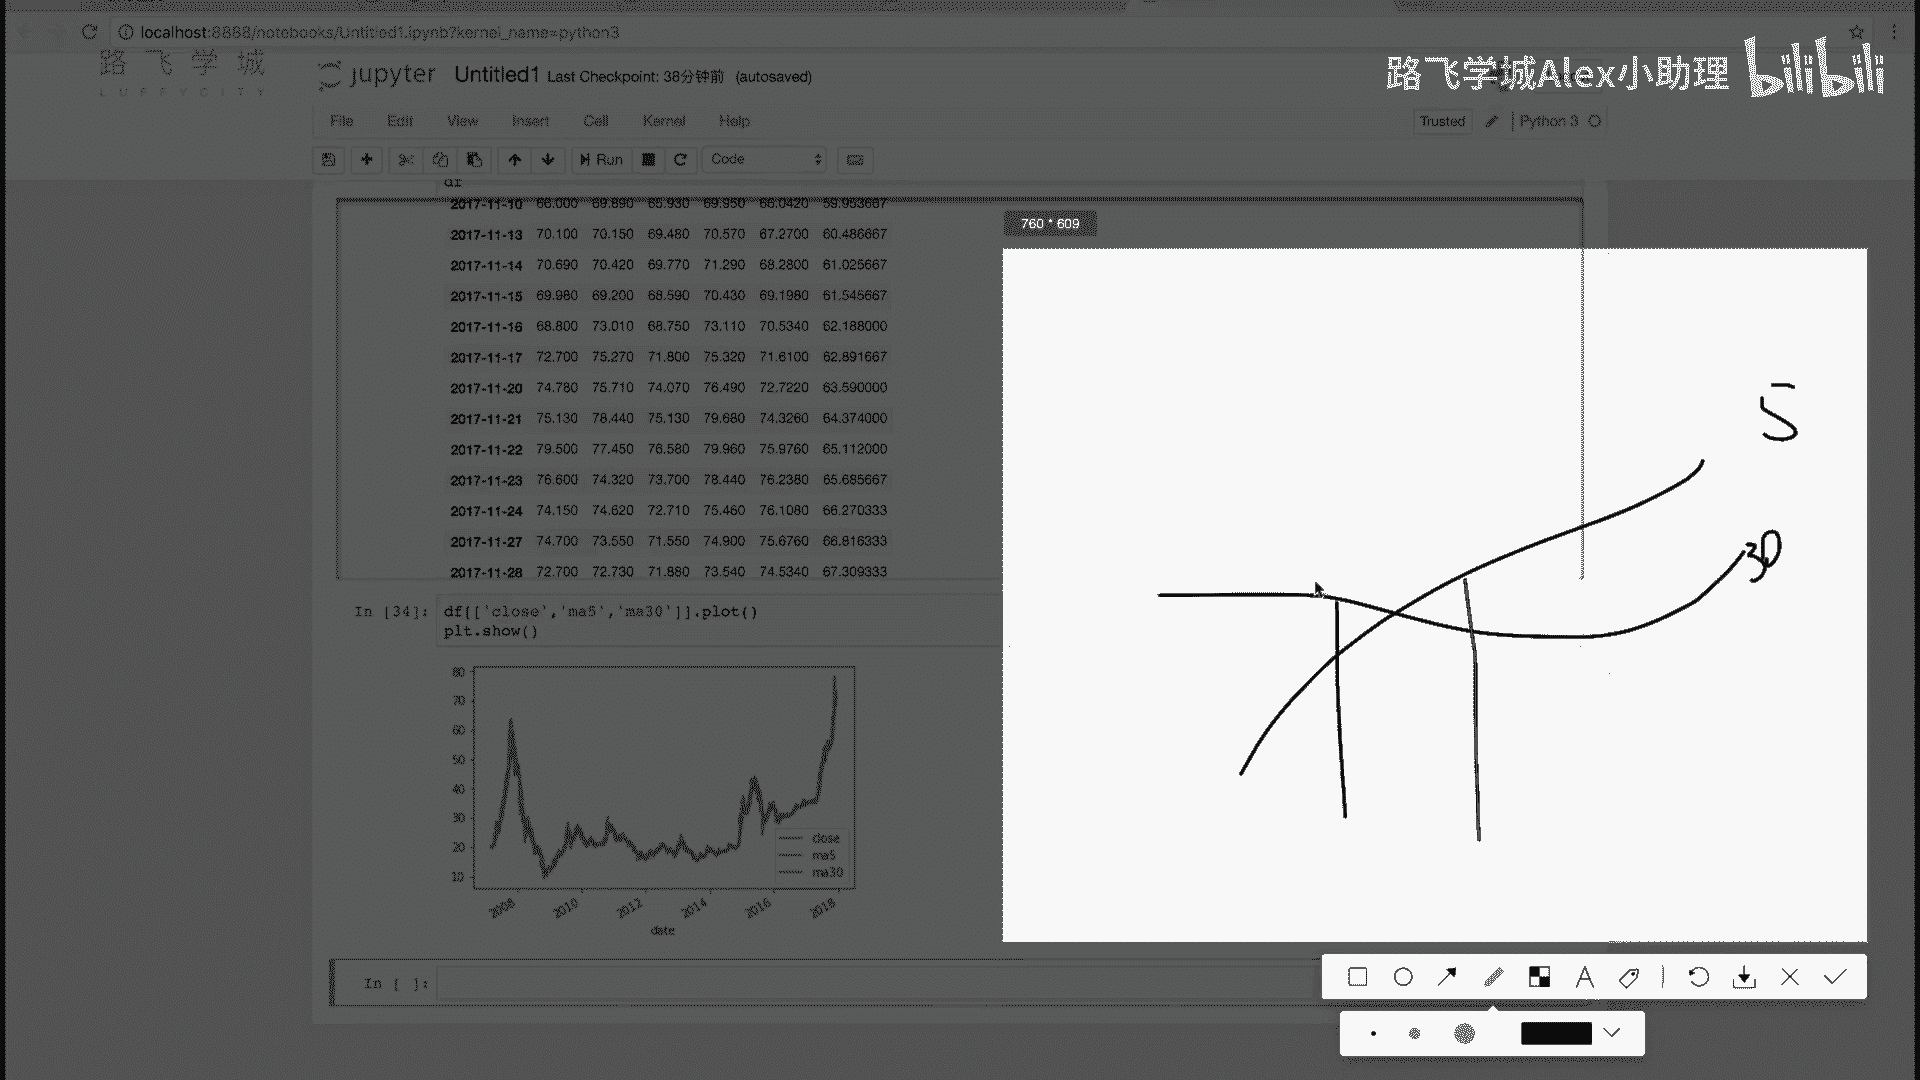 localhost:8888/notebooks/Untitled1.ipynb?kernel_name=python3
路飞学城
LUFFYCITY
jupyter Untitled1 Last Checkpoint: 38分钟前 (autosaved)
路飞学城Alex小助理 bilibili
File Edit View Insert Cell Kernel Help
Trusted Python 3
Run Code
df
2017-11-10 66.000 69.890 65.930 69.950 66.0420 59.953667
2017-11-13 70.100 70.150 69.480 70.570 67.2700 60.486667
2017-11-14 70.690 70.420 69.770 71.290 68.2800 61.025667
2017-11-15 69.980 69.200 68.590 70.430 69.1980 61.545667
2017-11-16 68.800 73.010 68.750 73.110 70.5340 62.188000
2017-11-17 72.700 75.270 71.800 75.320 71.6100 62.891667
2017-11-20 74.780 75.710 74.070 76.490 72.7220 63.590000
2017-11-21 75.130 78.440 75.130 79.680 74.3260 64.374000
2017-11-22 79.500 77.450 76.580 79.960 75.9760 65.112000
2017-11-23 76.600 74.320 73.700 78.440 76.2380 65.685667
2017-11-24 74.150 74.620 72.710 75.460 76.1080 66.270333
2017-11-27 74.700 73.550 71.550 74.900 75.6760 66.816333
2017-11-28 72.700 72.730 71.880 73.540 74.5340 67.309333
760 * 609
5
30
In [34]: df[['close','ma5','ma30']].plot()
plt.show()
80
70
60
50
40
30
20
10
close
ma5
ma30
2008 2010 2012 2014 2016 2018
date
In [ ]:
A